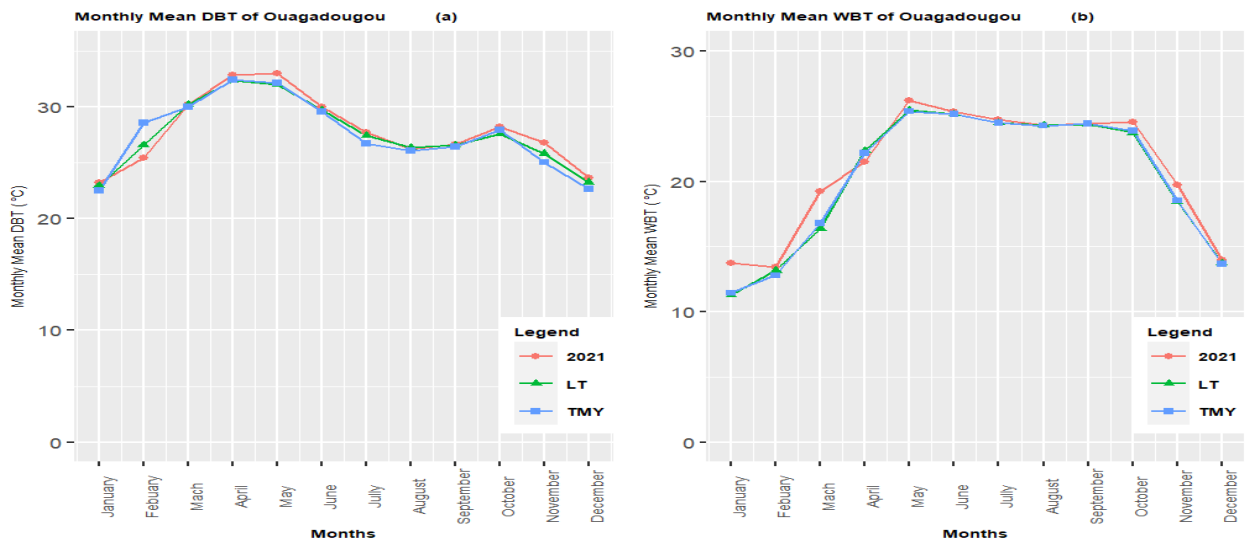 Monthly Mean DBT of Ouagadougou (a)
Monthly Mean DBT (°C)
30
20
10
0
Legend
2021
LT
TMY
January
Febuary
Mach
April
May
June
Jully
August
September
October
November
December
Months
Monthly Mean WBT of Ouagadougou (b)
Monthly Mean WBT (°C)
30
20
10
0
Legend
2021
LT
TMY
January
Febuary
Mach
April
May
June
Jully
August
September
October
November
December
Months